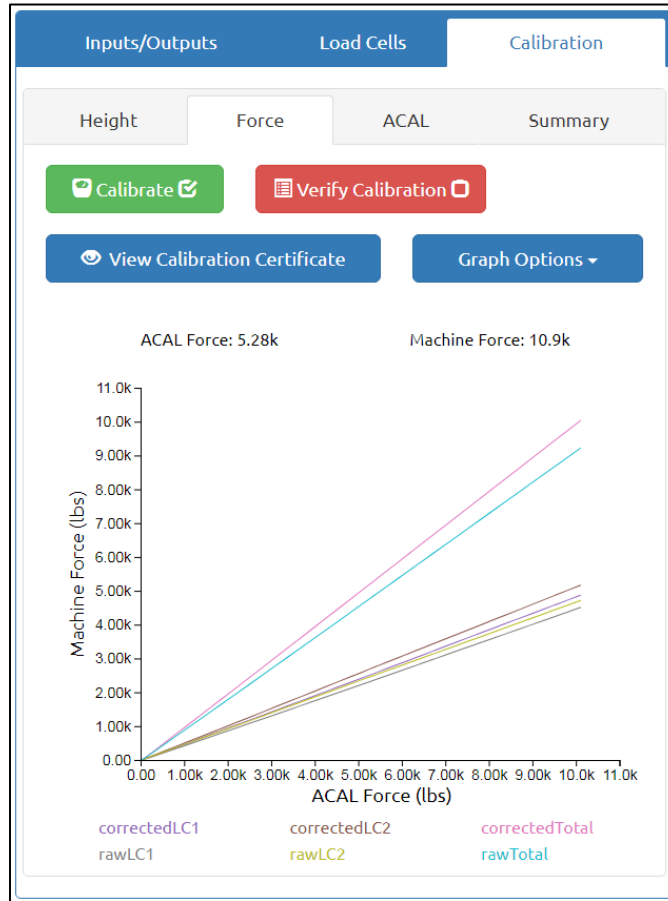 Inputs/Outputs Load Cells Calibration
Height Force ACAL Summary
Calibrate Verify Calibration
View Calibration Certificate Graph Options
ACAL Force: 5.28k Machine Force: 10.9k
11.0k
10.0k
9.00k
8.00k
7.00k
6.00k
5.00k
4.00k
3.00k
2.00k
1.00k
0.00
Machine Force (lbs)
0.00 1.00k 2.00k 3.00k 4.00k 5.00k 6.00k 7.00k 8.00k 9.00k 10.0k 11.0k
ACAL Force (lbs)
correctedLC1 correctedLC2 correctedTotal
rawLC1 rawLC2 rawTotal